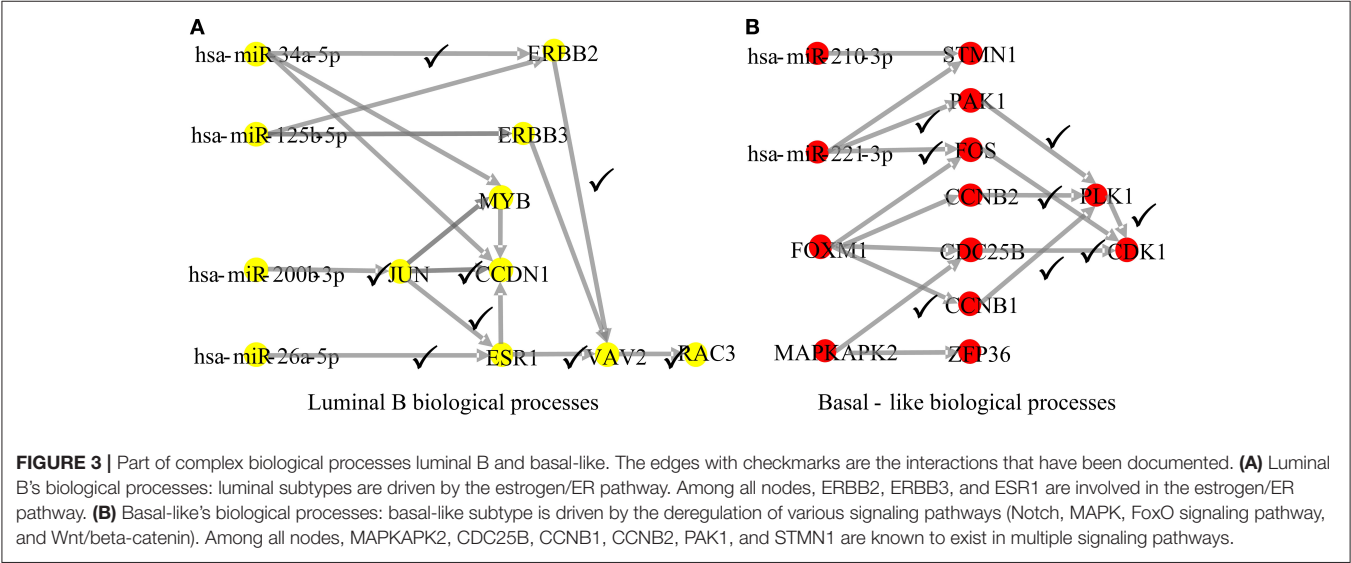 A
hsa-miR-34a-5p
ERBB2
hsa-miR-125b-5p
ERBB3
MYB
hsa-miR-200b-3p
JUN
CCDN1
hsa-miR-26a-5p
ESR1
VAV2
RAC3
Luminal B biological processes
B
hsa-miR-210-3p
STMN1
PAK1
hsa-miR-221-3p
FOS
CCNB2
PLK1
FOXM1
CDC25B
CDK1
CCNB1
MAPKAPK2
ZFP36
Basal - like biological processes
FIGURE 3 | Part of complex biological processes luminal B and basal-like. The edges with checkmarks are the interactions that have been documented. (A) Luminal
B's biological processes: luminal subtypes are driven by the estrogen/ER pathway. Among all nodes, ERBB2, ERBB3, and ESR1 are involved in the estrogen/ER
pathway. (B) Basal-like's biological processes: basal-like subtype is driven by the deregulation of various signaling pathways (Notch, MAPK, FoxO signaling pathway,
and Wnt/beta-catenin). Among all nodes, MAPKAPK2, CDC25B, CCNB1, CCNB2, PAK1, and STMN1 are known to exist in multiple signaling pathways.